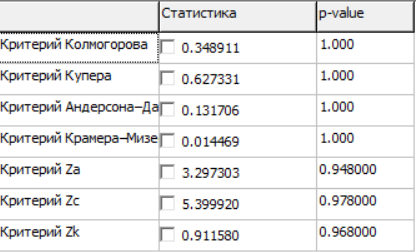 Статистика p-value
Критерий Колмогорова 0.348911 1.000
Критерий Купера 0.627331 1.000
Критерий Андерсона–Да 0.131706 1.000
Критерий Крамера–Мизе 0.014469 1.000
Критерий Za 3.297303 0.948000
Критерий Zc 5.399920 0.978000
Критерий Zk 0.911580 0.968000